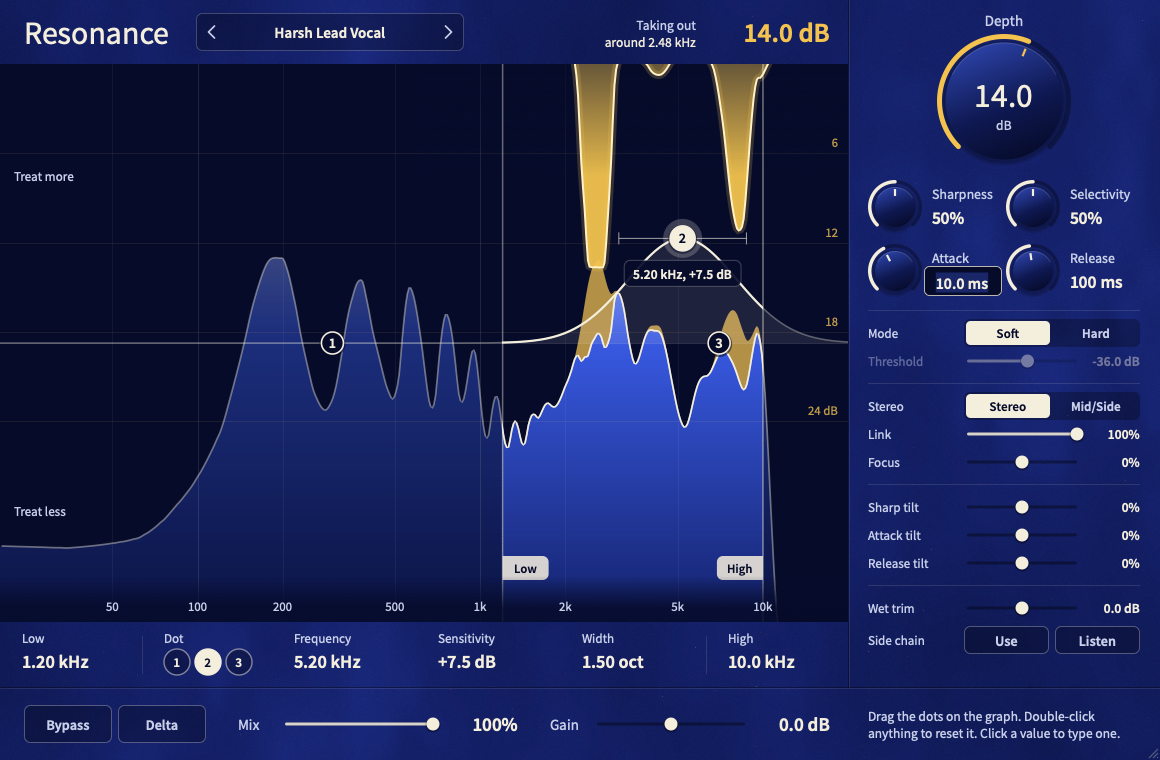 Resonance
Harsh Lead Vocal
Taking out
around 2.48 kHz
14.0 dB
Depth
14.0
dB
Sharpness
50%
Selectivity
50%
Attack
10.0 ms
Release
100 ms
Mode
Soft
Hard
Threshold
-36.0 dB
Stereo
Stereo
Mid/Side
Link
100%
Focus
0%
Sharp tilt
0%
Attack tilt
0%
Release tilt
0%
Wet trim
0.0 dB
Side chain
Use
Listen
6
Treat more
12
2
5.20 kHz, +7.5 dB
18
1
3
24 dB
Treat less
Low
High
50
100
200
500
1k
2k
5k
10k
Low
1.20 kHz
Dot
1
2
3
Frequency
5.20 kHz
Sensitivity
+7.5 dB
Width
1.50 oct
High
10.0 kHz
Bypass
Delta
Mix
100%
Gain
0.0 dB
Drag the dots on the graph. Double-click
anything to reset it. Click a value to type one.